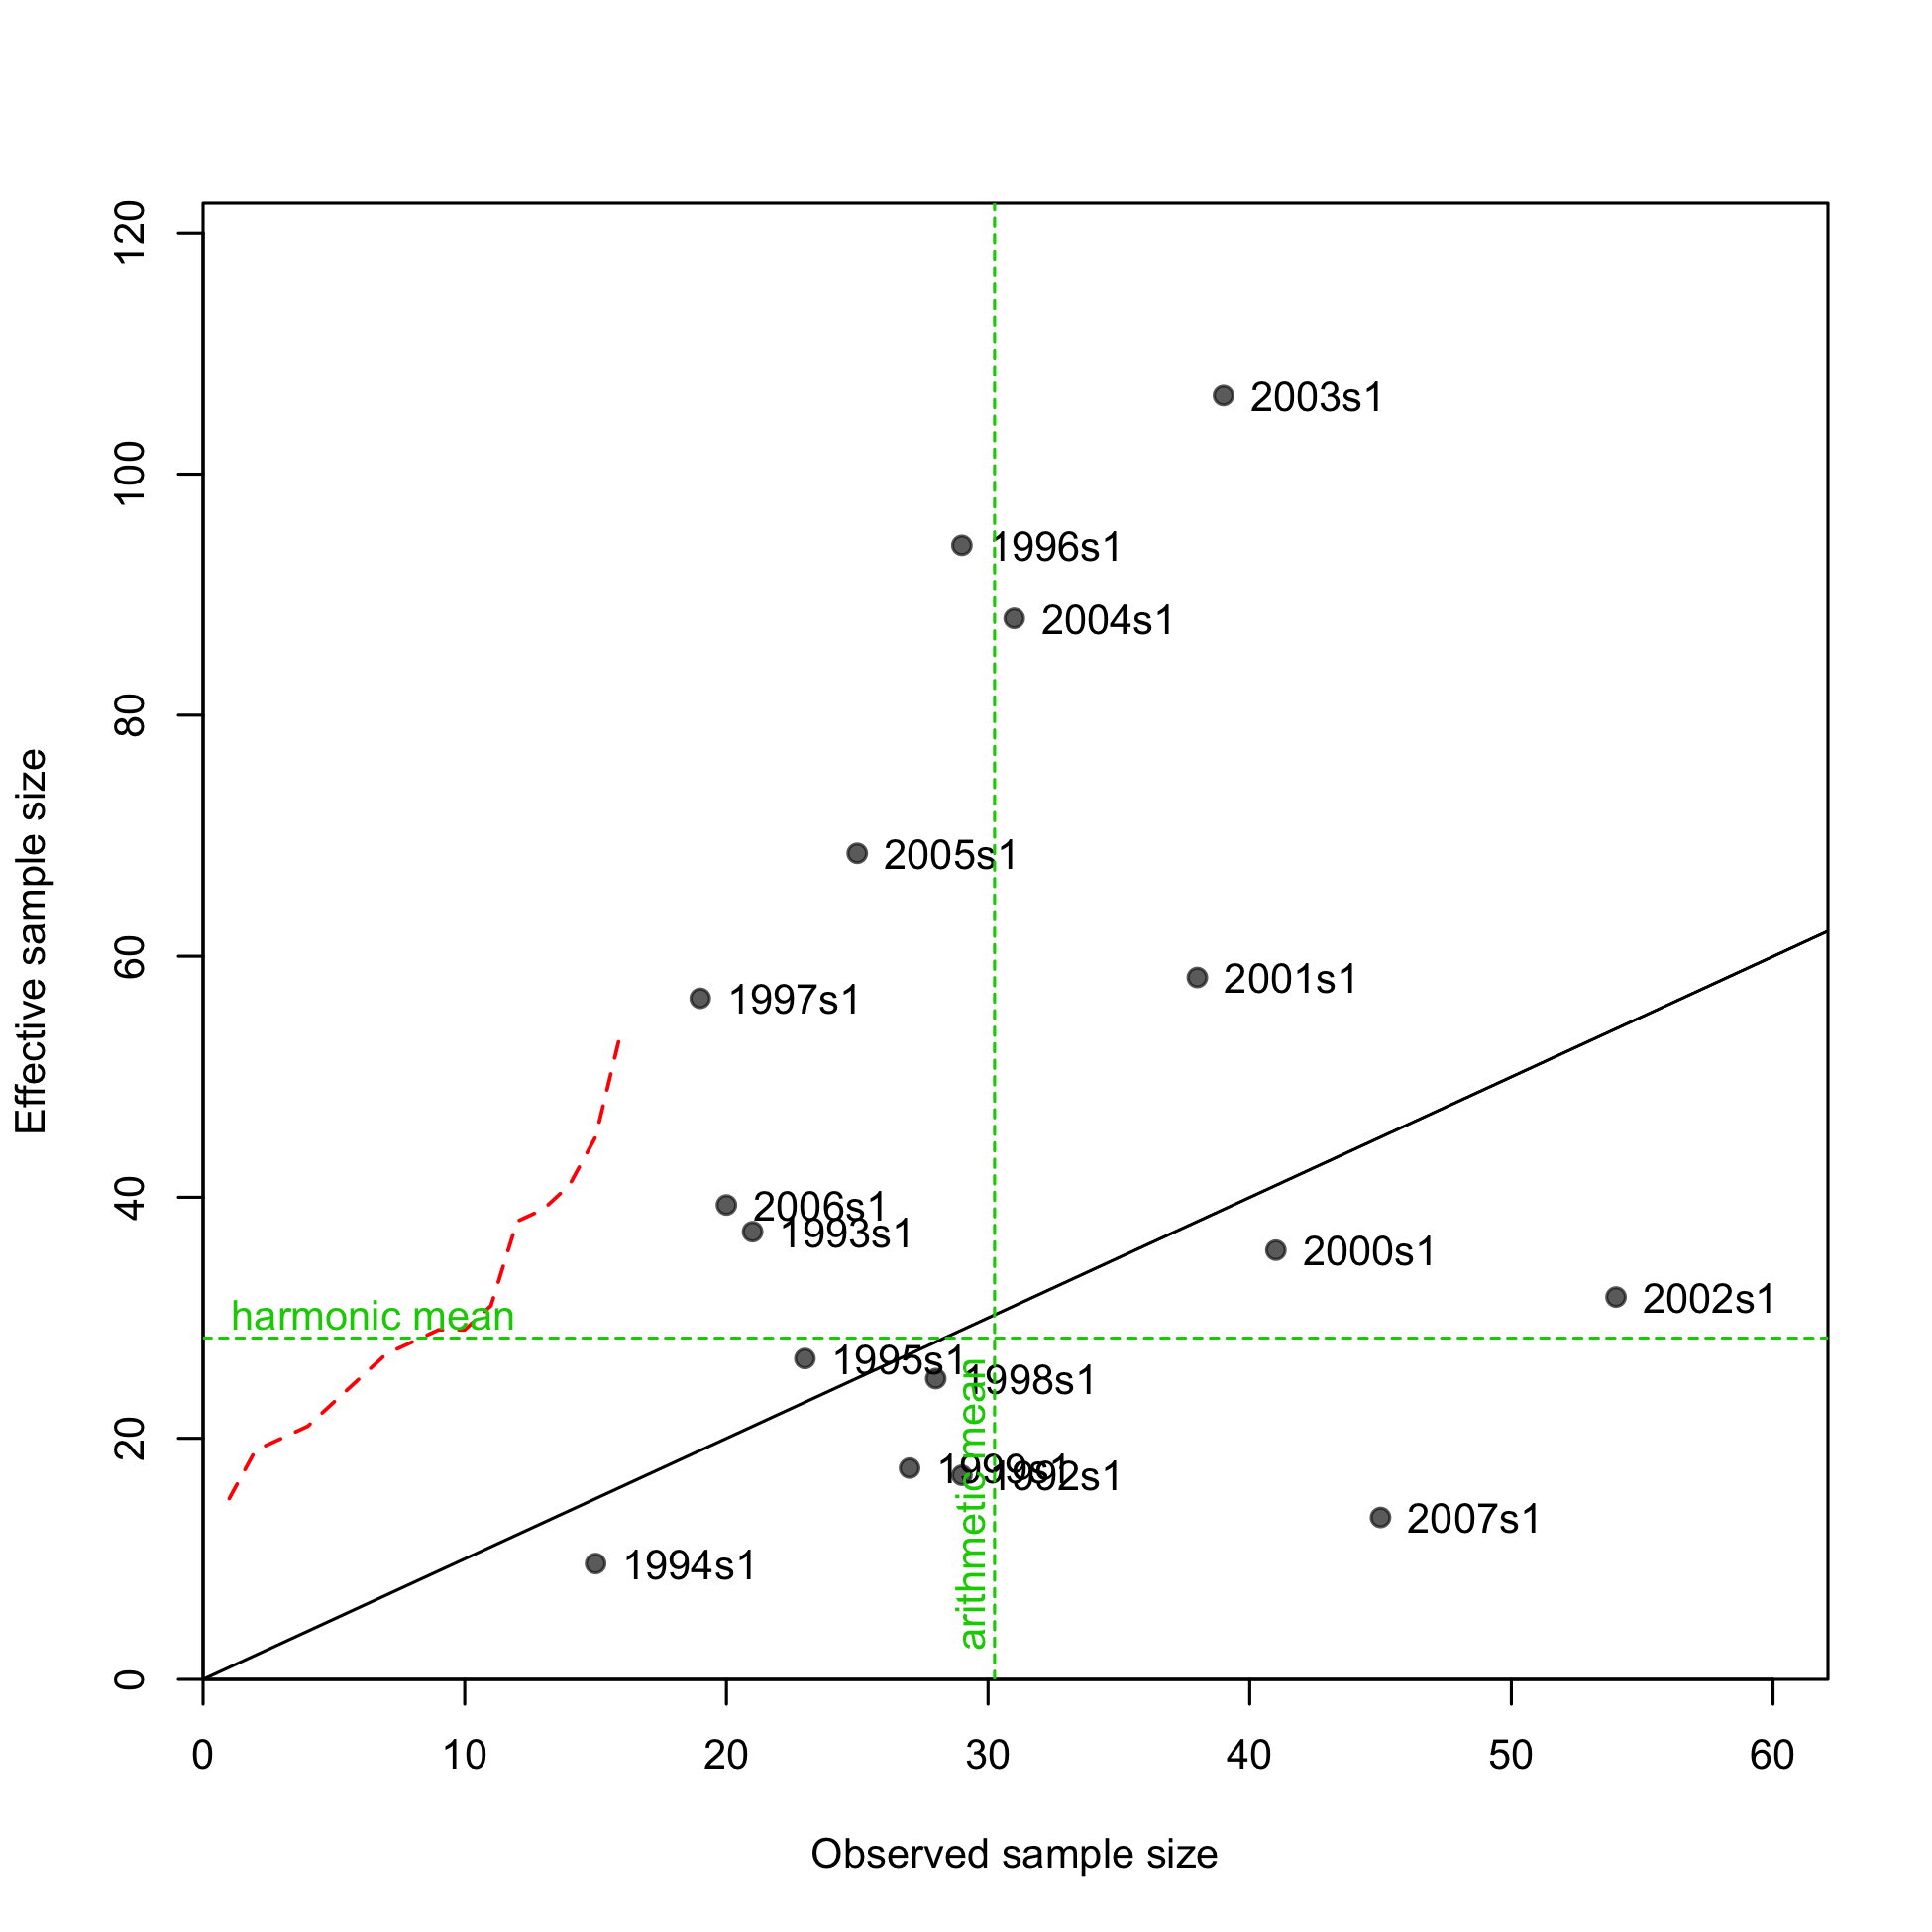 120
100
80
60
40
20
0
Effective sample size
2003s1
1996s1
2004s1
2005s1
2001s1
1997s1
2006s1
1993s1
2000s1
2002s1
harmonic mean
1995s1
1998s1
1999s1
1992s1
arithmetic mean
2007s1
1994s1
0 10 20 30 40 50 60
Observed sample size